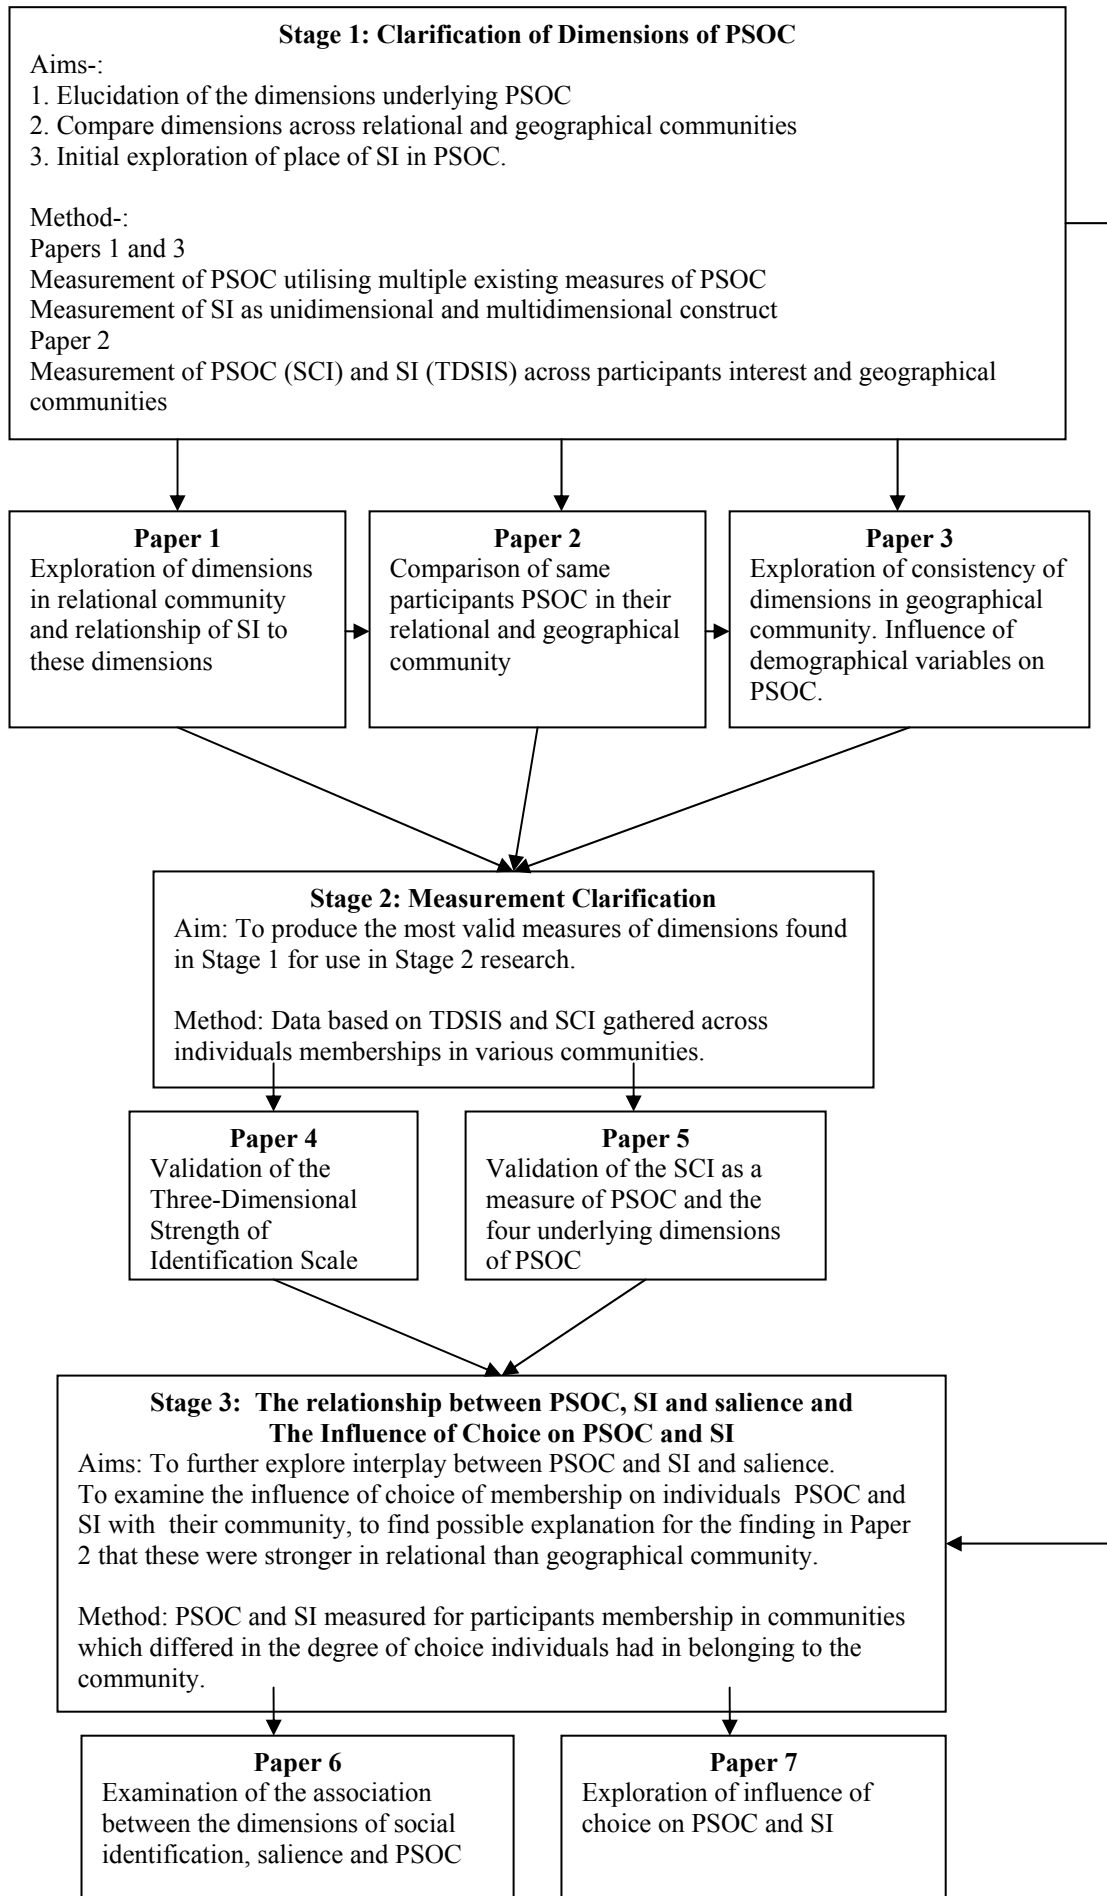 Stage 1: Clarification of Dimensions of PSOC
Aims-:
1. Elucidation of the dimensions underlying PSOC
2. Compare dimensions across relational and geographical communities
3. Initial exploration of place of SI in PSOC.
Method-:
Papers 1 and 3
Measurement of PSOC utilising multiple existing measures of PSOC
Measurement of SI as unidimensional and multidimensional construct
Paper 2
Measurement of PSOC (SCI) and SI (TDSIS) across participants interest and geographical
communities
Paper 1
Exploration of dimensions
in relational community
and relationship of SI to
these dimensions
Paper 2
Comparison of same
participants PSOC in their
relational and geographical
community
Paper 3
Exploration of consistency of
dimensions in geographical
community. Influence of
demographical variables on
PSOC.
Stage 2: Measurement Clarification
Aim: To produce the most valid measures of dimensions found
in Stage 1 for use in Stage 2 research.
Method: Data based on TDSIS and SCI gathered across
individuals memberships in various communities.
Paper 4
Validation of the
Three-Dimensional
Strength of
Identification Scale
Paper 5
Validation of the SCI as a
measure of PSOC and the
four underlying dimensions
of PSOC
Stage 3:  The relationship between PSOC, SI and salience and
The Influence of Choice on PSOC and SI
Aims: To further explore interplay between PSOC and SI and salience.
To examine the influence of choice of membership on individuals  PSOC and
SI with  their community, to find possible explanation for the finding in Paper
2 that these were stronger in relational than geographical community.
Method: PSOC and SI measured for participants membership in communities
which differed in the degree of choice individuals had in belonging to the
community.
Paper 6
Examination of the association
between the dimensions of social
identification, salience and PSOC
Paper 7
Exploration of influence of
choice on PSOC and SI